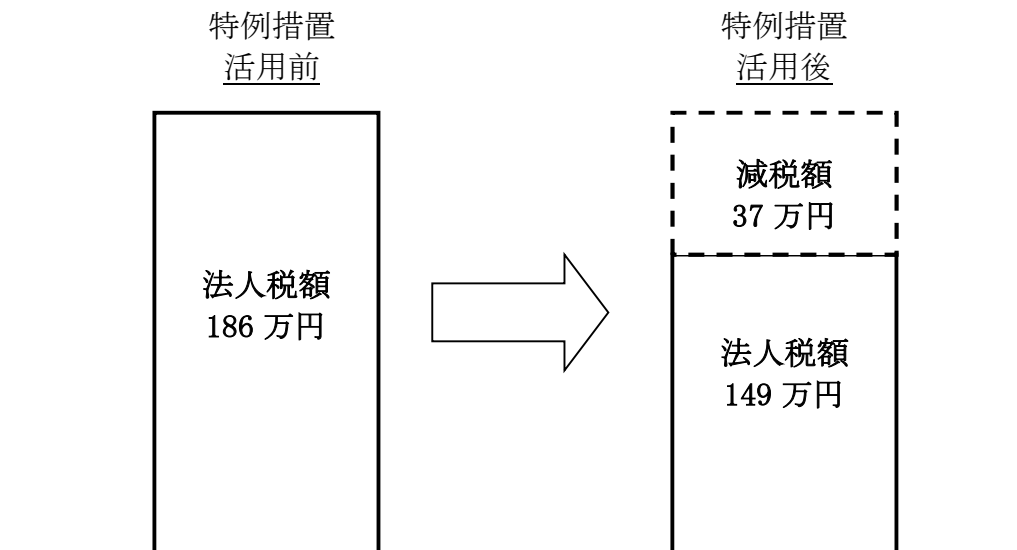 特例措置
活用前
特例措置
活用後
法人税額
186 万円
減税額
37 万円
法人税額
149 万円